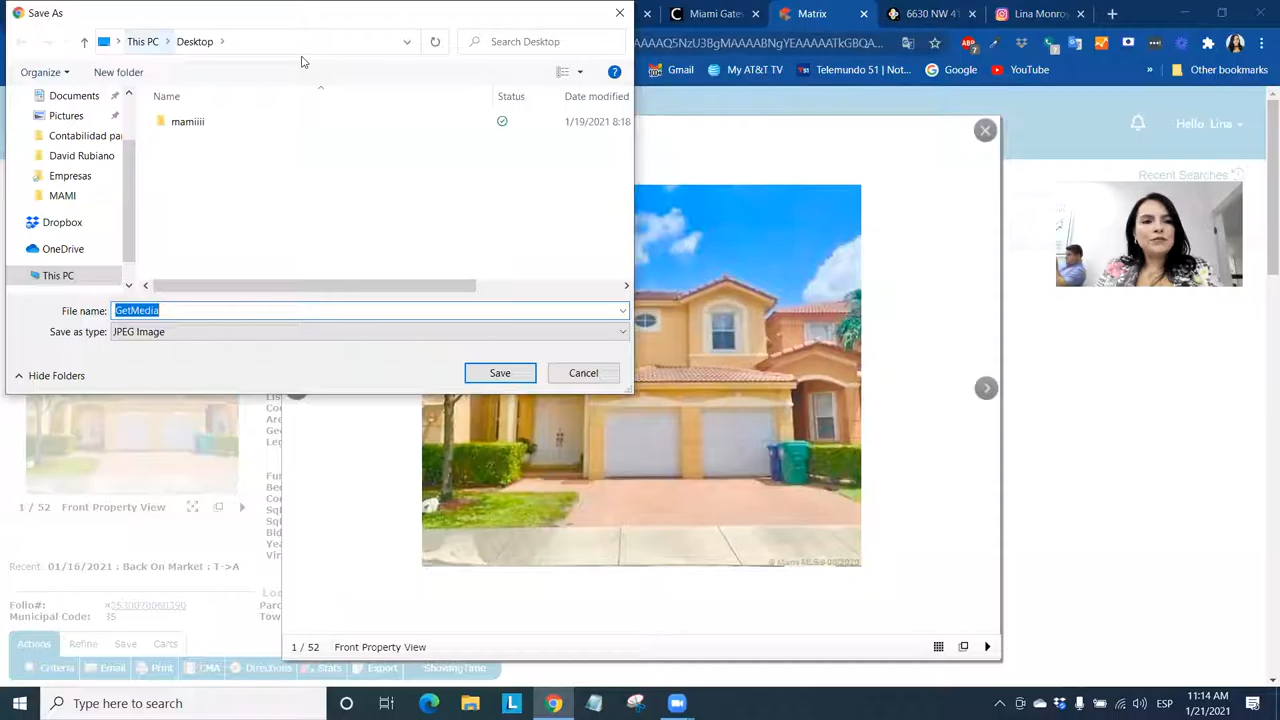 Save As
Miami Gatew
Matrix
6630 NW 41
Lina Monroy
This PC
Desktop
Search Desktop
Organize
New folder
Gmail
My AT&T TV
Telemundo 51 | Not...
Google
YouTube
Other bookmarks
Documents
Pictures
Contabilidad pa
David Rubiano
Empresas
MAMI
Dropbox
OneDrive
This PC
Name
Status
Date modified
mamiiii
1/19/2021 8:18
Hello, Lina
Recent Searches
File name:
GetMedia
Save as type:
JPEG Image
Hide Folders
Save
Cancel
1 / 52
Front Property View
Recent: 01/16/2021 : Back On Market : T->A
Folio#:
Municipal Code:
35
Actions
Refine
Save
Carts
Criteria
Email
Print
CMA
Directions
Stats
Export
ShowingTime
1 / 52
Front Property View
Type here to search
ESP
11:14 AM
1/21/2021